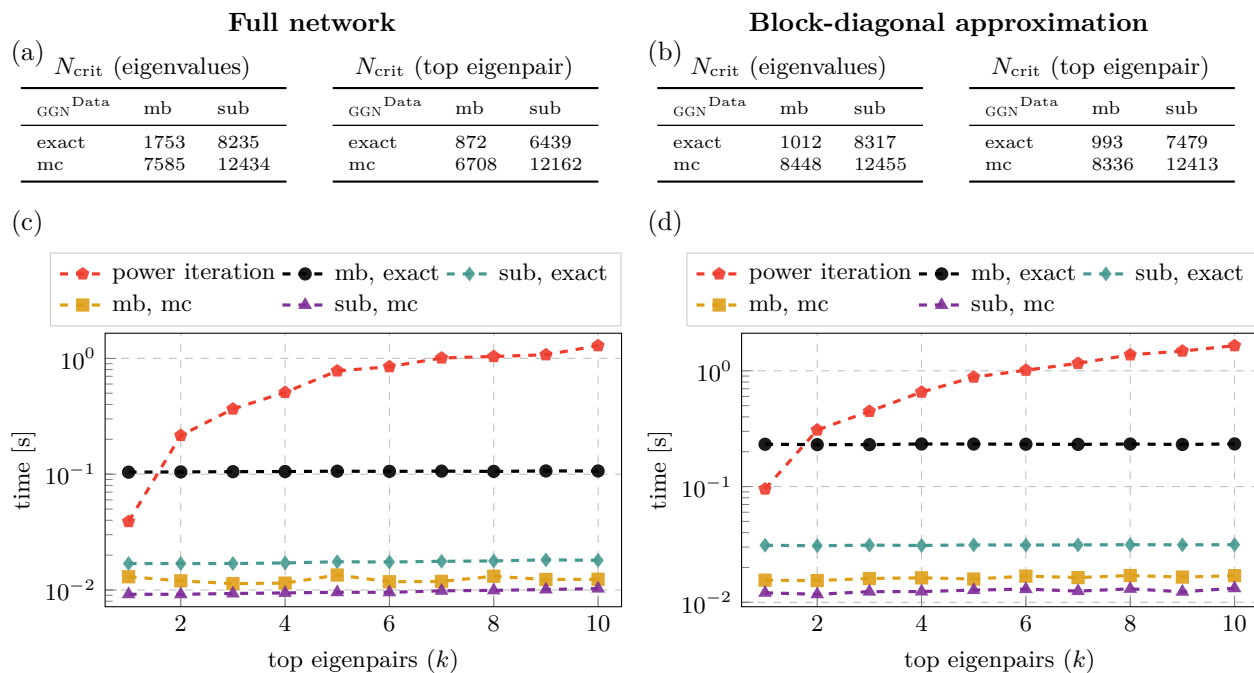 Full network
Block-diagonal approximation
(a)
N_crit (eigenvalues)
GGN^Data mb sub
exact 1753 8235
mc 7585 12434
N_crit (top eigenpair)
GGN^Data mb sub
exact 872 6439
mc 6708 12162
(b)
N_crit (eigenvalues)
GGN^Data mb sub
exact 1012 8317
mc 8448 12455
N_crit (top eigenpair)
GGN^Data mb sub
exact 993 7479
mc 8336 12413
(c)
power iteration mb, exact sub, exact
mb, mc sub, mc
10^0
10^−1
10^−2
time [s]
2 4 6 8 10
top eigenpairs (k)
(d)
power iteration mb, exact sub, exact
mb, mc sub, mc
10^0
10^−1
10^−2
time [s]
2 4 6 8 10
top eigenpairs (k)